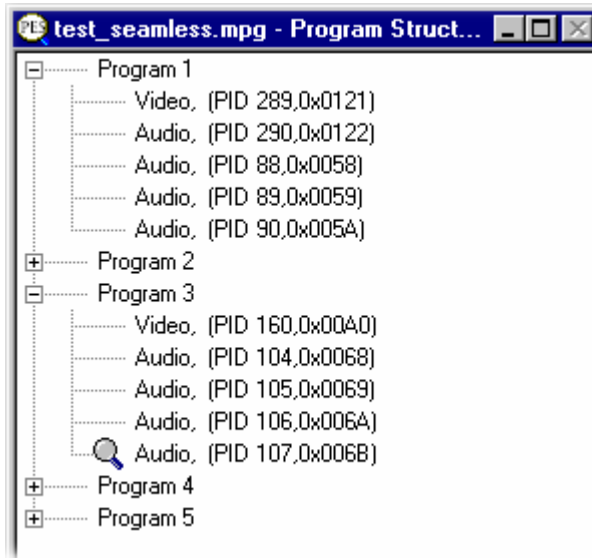 PES test_seamless.mpg - Program Struct...
Program 1
Video, (PID 289,0x0121)
Audio, (PID 290,0x0122)
Audio, (PID 88,0x0058)
Audio, (PID 89,0x0059)
Audio, (PID 90,0x005A)
Program 2
Program 3
Video, (PID 160,0x00A0)
Audio, (PID 104,0x0068)
Audio, (PID 105,0x0069)
Audio, (PID 106,0x006A)
Audio, (PID 107,0x006B)
Program 4
Program 5